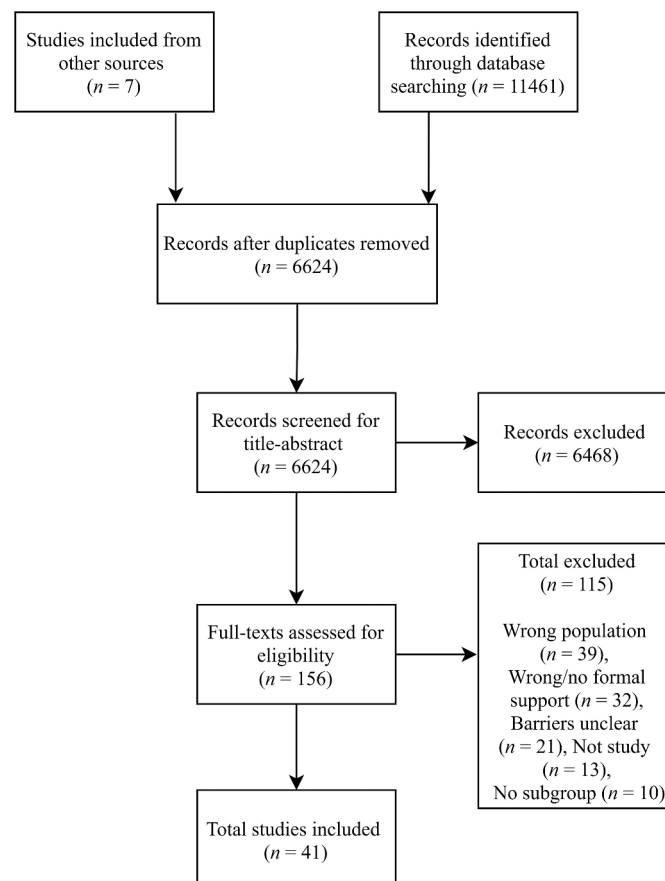 Studies included from
other sources
(n = 7)
Records identified
through database
searching (n = 11461)
Records after duplicates removed
(n = 6624)
Records screened for
title-abstract
(n = 6624)
Records excluded
(n = 6468)
Full-texts assessed for
eligibility
(n = 156)
Total excluded
(n = 115)
Wrong population
(n = 39),
Wrong/no formal
support (n = 32),
Barriers unclear
(n = 21), Not study
(n = 13),
No subgroup (n = 10)
Total studies included
(n = 41)